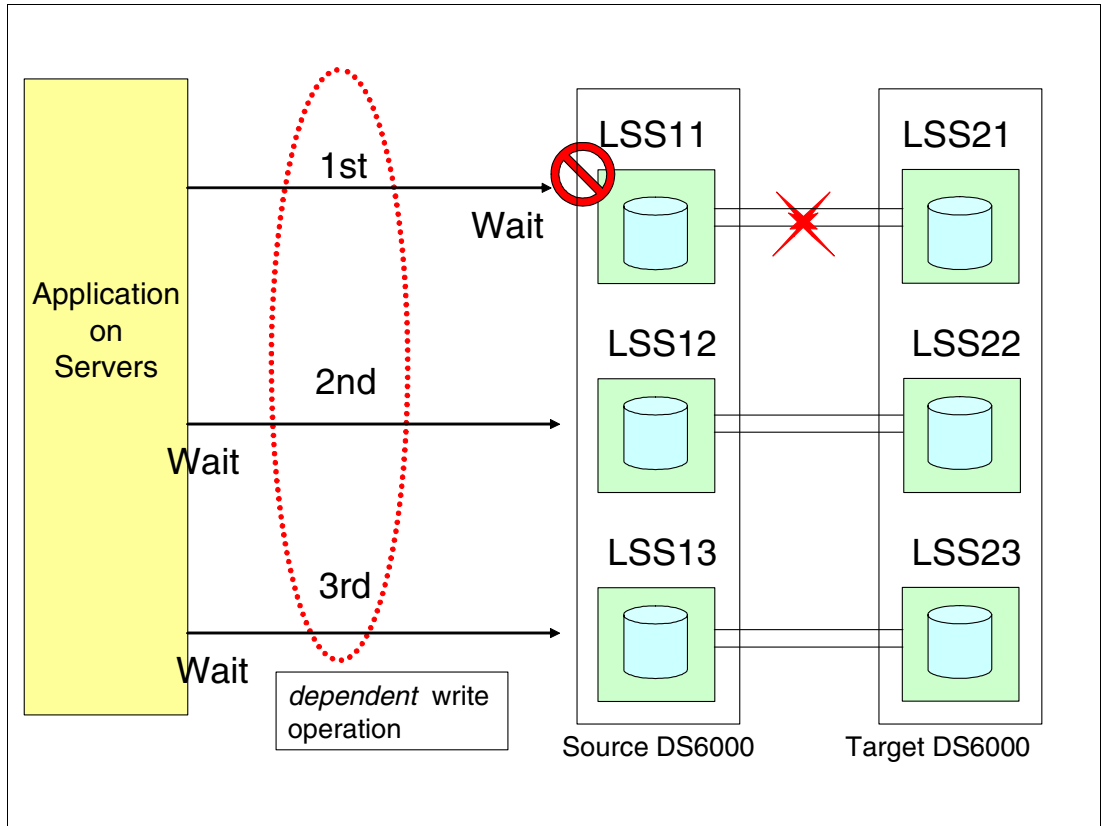 LSS11
LSS21
1st
Wait
Application
on
Servers
LSS12
LSS22
2nd
Wait
LSS13
LSS23
3rd
Wait
dependent write
operation
Source DS6000
Target DS6000